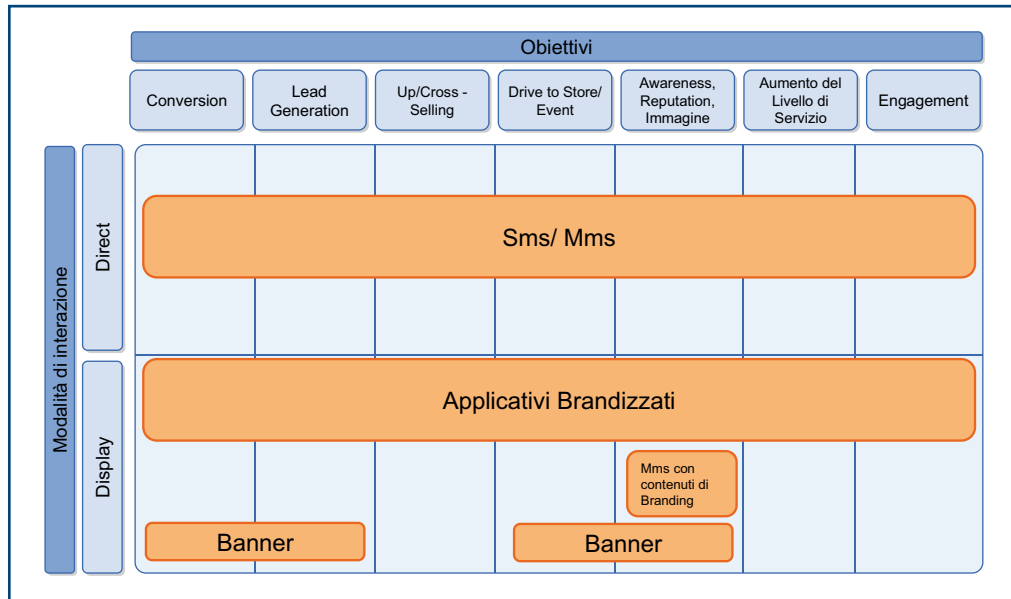 Obiettivi
Conversion
Lead
Generation
Up/Cross -
Selling
Drive to Store/
Event
Awareness,
Reputation,
Immagine
Aumento del
Livello di
Servizio
Engagement
Modalità di interazione
Direct
Sms/ Mms
Display
Applicativi Brandizzati
Mms con
contenuti di
Branding
Banner
Banner